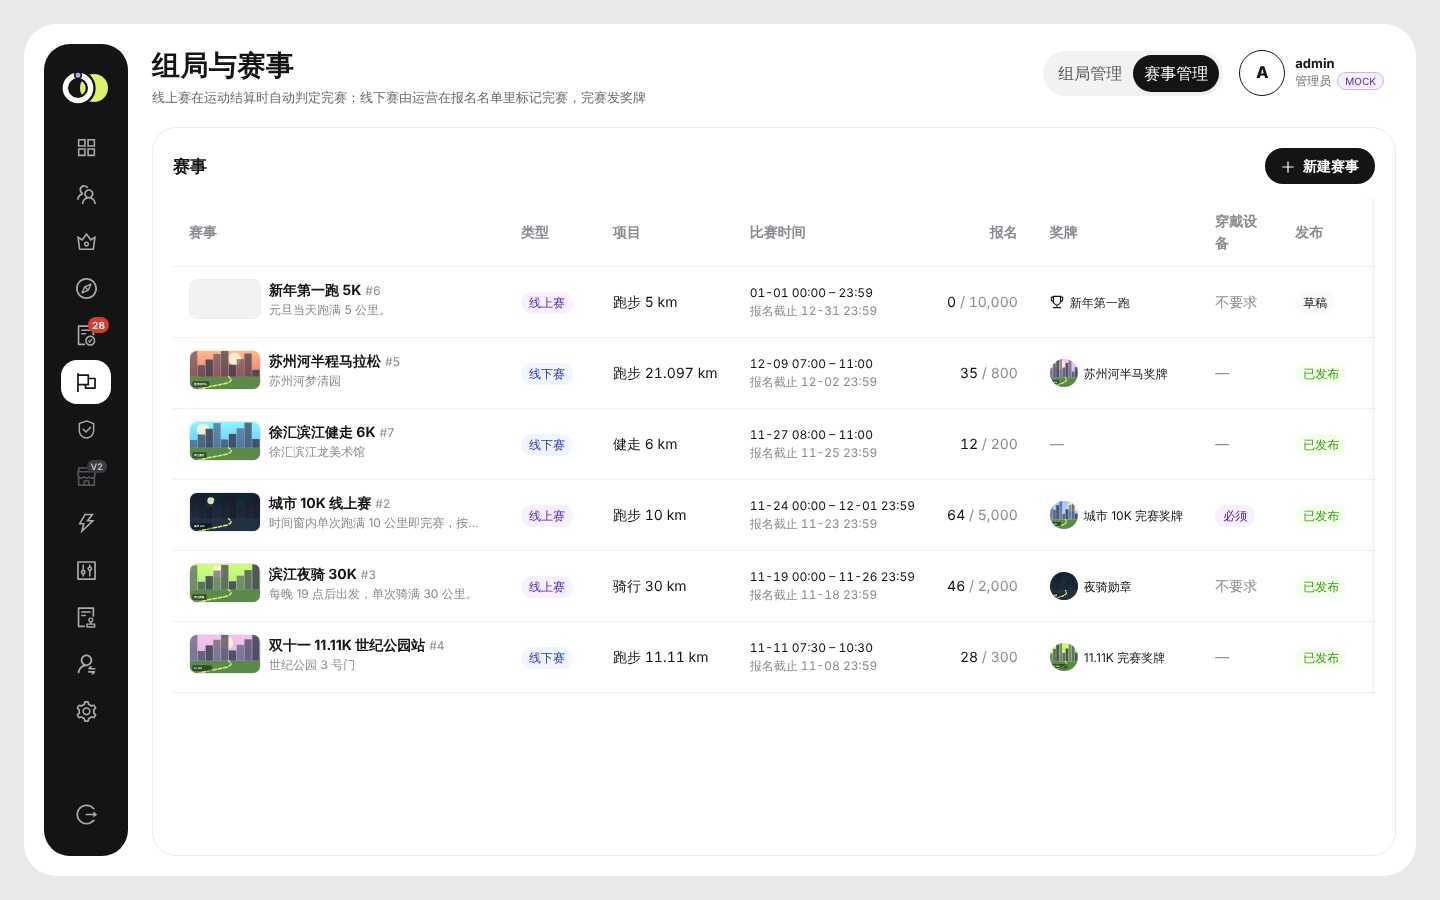 组局与赛事
线上赛在运动结算时自动判定完赛；线下赛由运营在报名名单里标记完赛，完赛发奖牌
组局管理 赛事管理
A
admin
管理员 MOCK
28
V2
赛事
新建赛事
赛事 类型 项目 比赛时间 报名 奖牌 穿戴设备 发布
新年第一跑 5K #6
元旦当天跑满 5 公里。
线上赛
跑步 5 km
01-01 00:00 – 23:59
报名截止 12-31 23:59
0 / 10,000
新年第一跑
不要求
草稿
苏州河半程马拉松 #5
苏州河梦清园
线下赛
跑步 21.097 km
12-09 07:00 – 11:00
报名截止 12-02 23:59
35 / 800
苏州河半马奖牌
—
已发布
徐汇滨江健走 6K #7
徐汇滨江龙美术馆
线下赛
健走 6 km
11-27 08:00 – 11:00
报名截止 11-25 23:59
12 / 200
—
—
已发布
城市 10K 线上赛 #2
时间窗内单次跑满 10 公里即完赛，按...
线上赛
跑步 10 km
11-24 00:00 – 12-01 23:59
报名截止 11-23 23:59
64 / 5,000
城市 10K 完赛奖牌
必须
已发布
滨江夜骑 30K #3
每晚 19 点后出发，单次骑满 30 公里。
线上赛
骑行 30 km
11-19 00:00 – 11-26 23:59
报名截止 11-18 23:59
46 / 2,000
夜骑勋章
不要求
已发布
双十一 11.11K 世纪公园站 #4
世纪公园 3 号门
线下赛
跑步 11.11 km
11-11 07:30 – 10:30
报名截止 11-08 23:59
28 / 300
11.11K 完赛奖牌
—
已发布